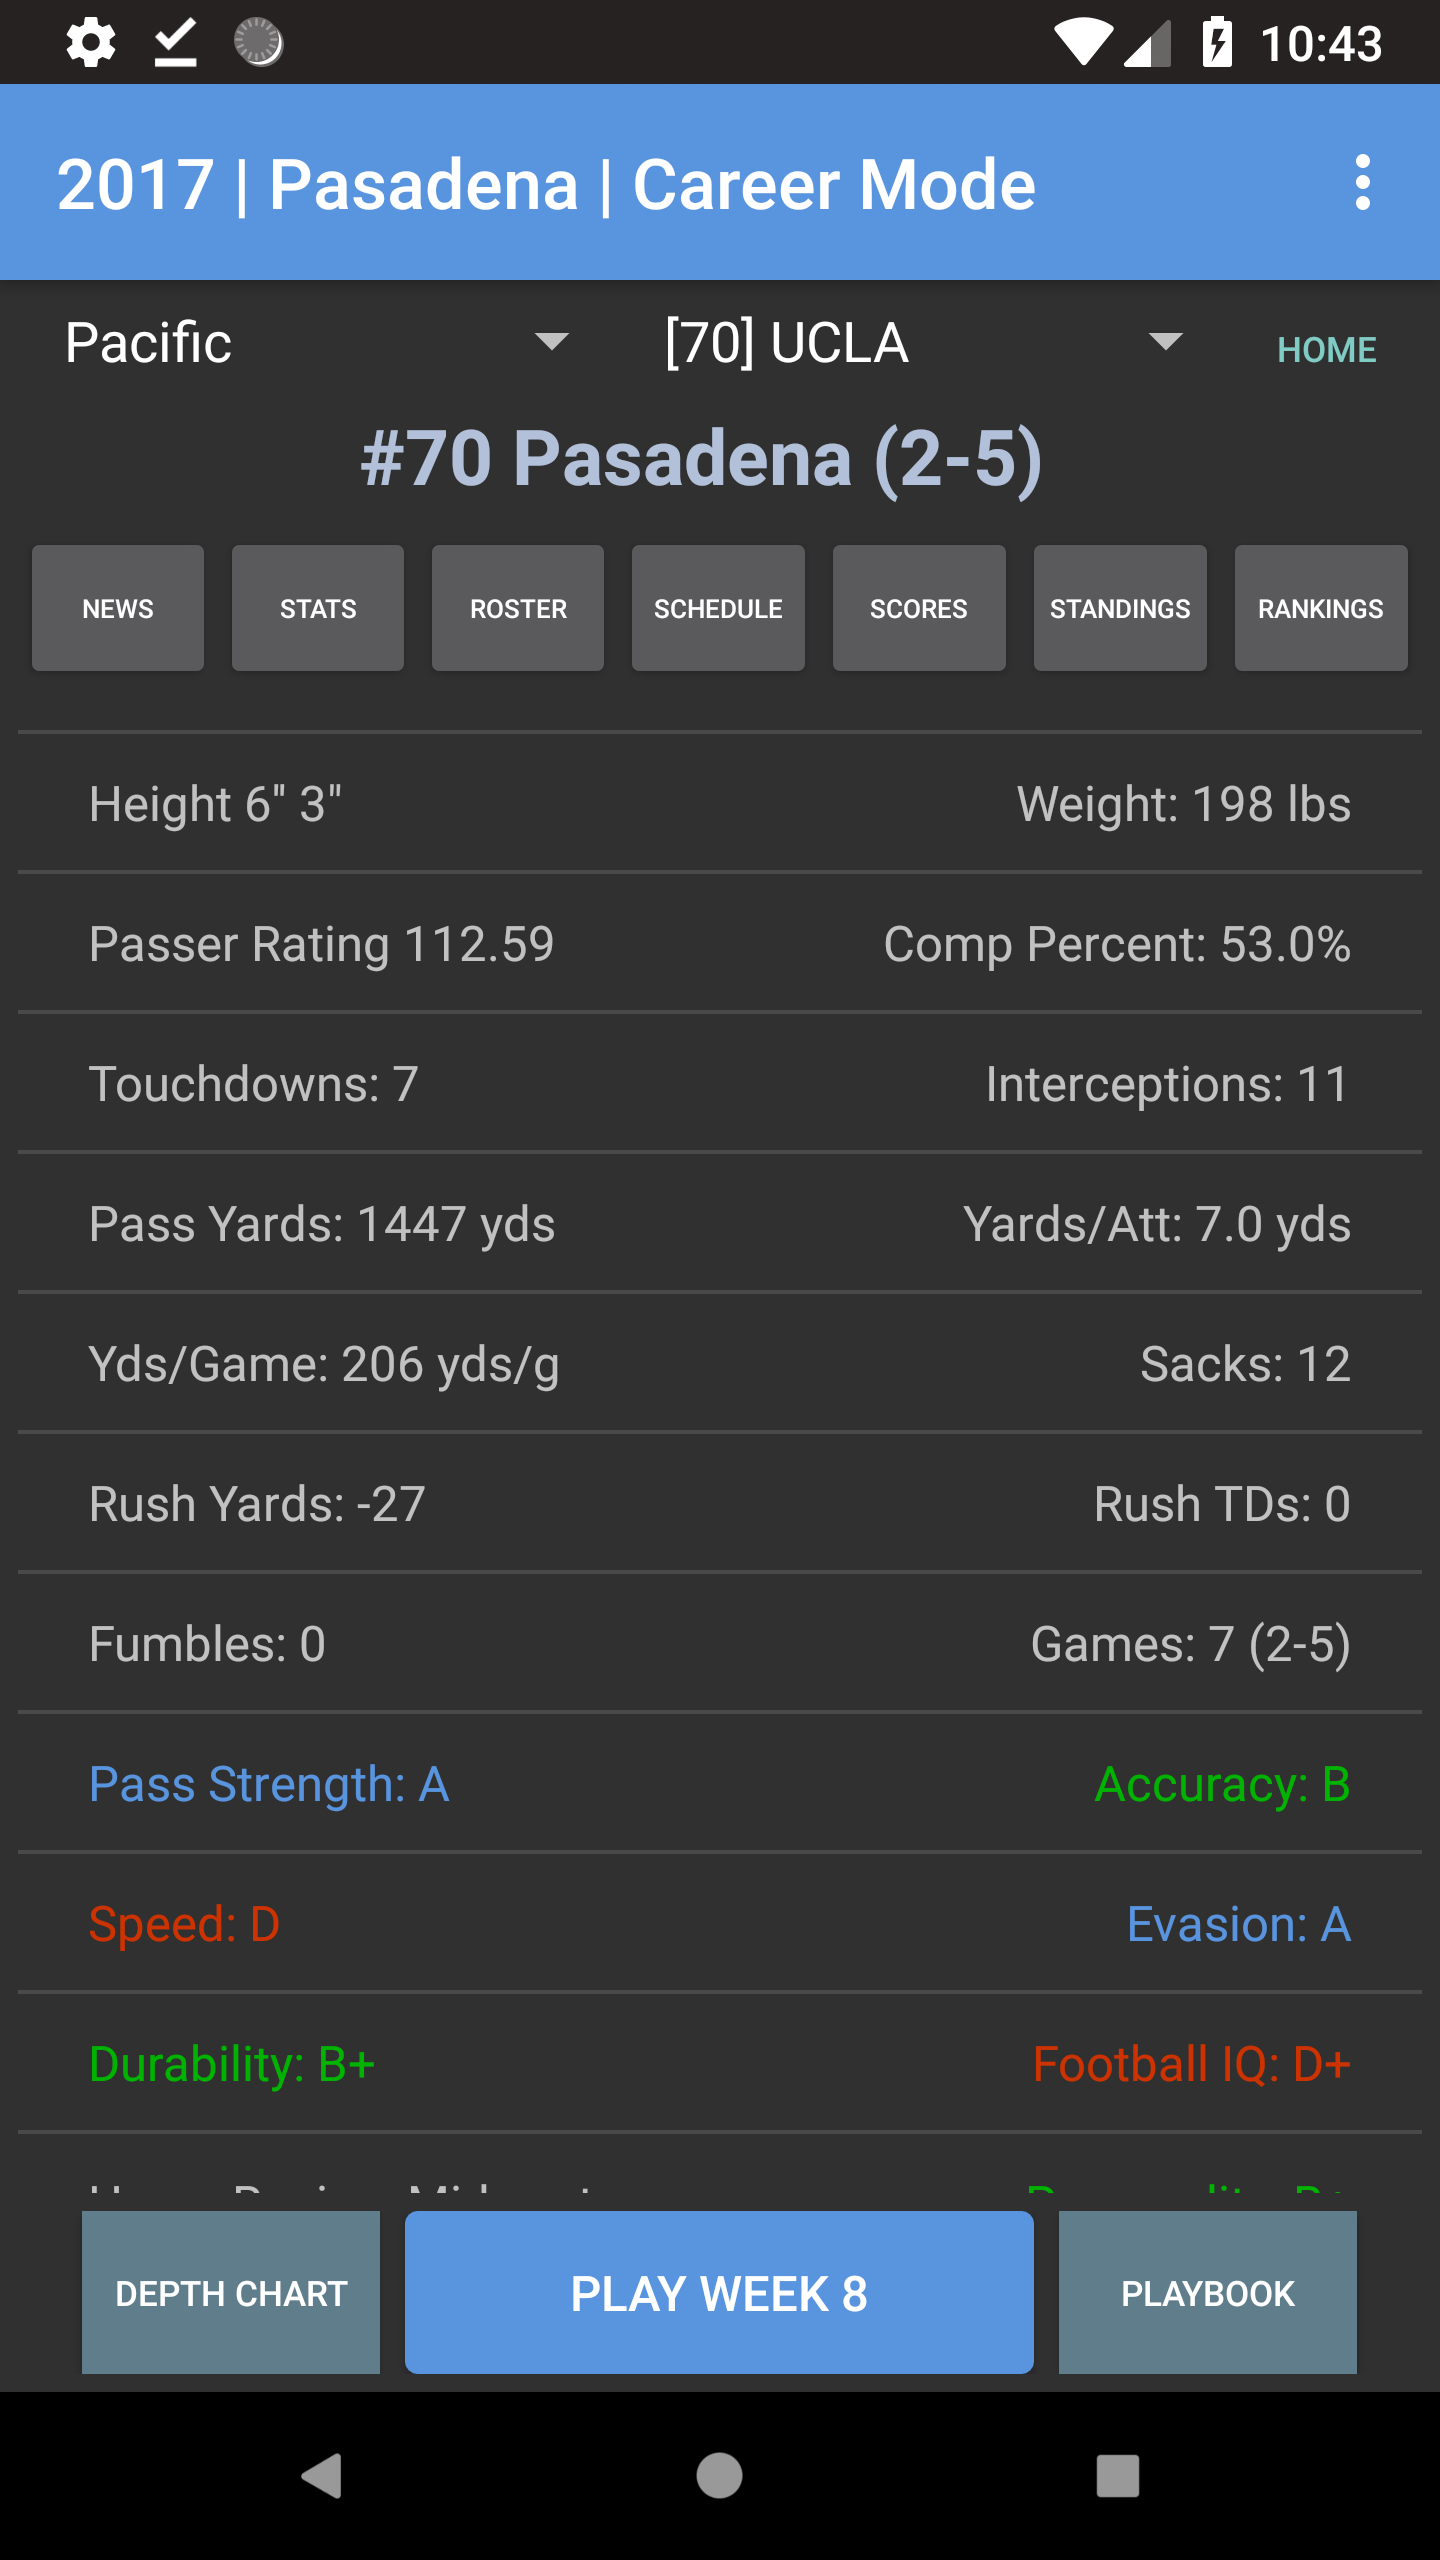 10:43
2017 | Pasadena | Career Mode
Pacific [70] UCLA HOME
#70 Pasadena (2-5)
NEWS STATS ROSTER SCHEDULE SCORES STANDINGS RANKINGS
Height 6" 3" Weight: 198 lbs
Passer Rating 112.59 Comp Percent: 53.0%
Touchdowns: 7 Interceptions: 11
Pass Yards: 1447 yds Yards/Att: 7.0 yds
Yds/Game: 206 yds/g Sacks: 12
Rush Yards: -27 Rush TDs: 0
Fumbles: 0 Games: 7 (2-5)
Pass Strength: A Accuracy: B
Speed: D Evasion: A
Durability: B+ Football IQ: D+
DEPTH CHART PLAY WEEK 8 PLAYBOOK